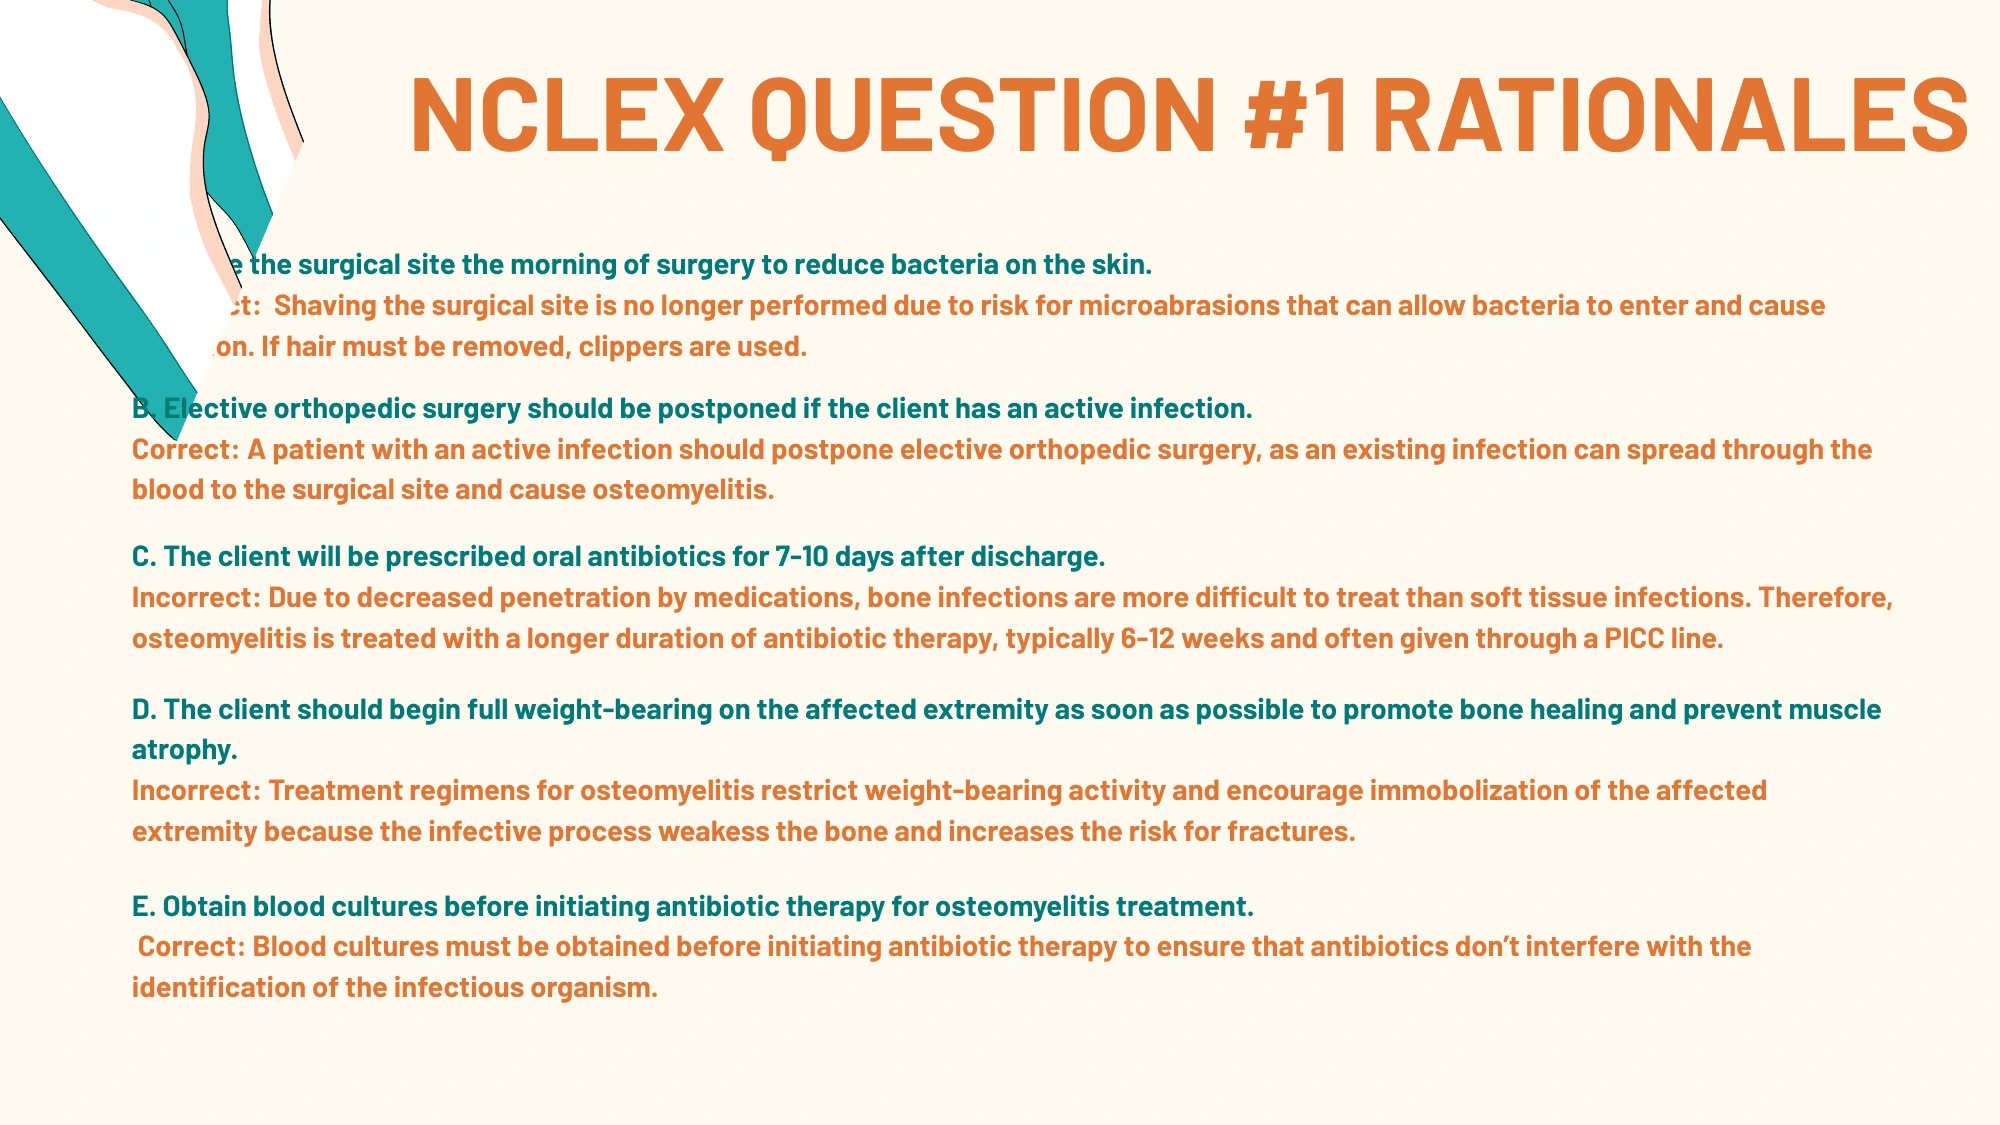 NCLEX QUESTION #1 RATIONALES
the surgical site the morning of surgery to reduce bacteria on the skin.
Shaving the surgical site is no longer performed due to risk for microabrasions that can allow bacteria to enter and cause
If hair must be removed, clippers are used.
B. Elective orthopedic surgery should be postponed if the client has an active infection.
Correct: A patient with an active infection should postpone elective orthopedic surgery, as an existing infection can spread through the
blood to the surgical site and cause osteomyelitis.
C. The client will be prescribed oral antibiotics for 7-10 days after discharge.
Incorrect: Due to decreased penetration by medications, bone infections are more difficult to treat than soft tissue infections. Therefore,
osteomyelitis is treated with a longer duration of antibiotic therapy, typically 6-12 weeks and often given through a PICC line.
D. The client should begin full weight-bearing on the affected extremity as soon as possible to promote bone healing and prevent muscle
atrophy.
Incorrect: Treatment regimens for osteomyelitis restrict weight-bearing activity and encourage immobolization of the affected
extremity because the infective process weakess the bone and increases the risk for fractures.
E. Obtain blood cultures before initiating antibiotic therapy for osteomyelitis treatment.
Correct: Blood cultures must be obtained before initiating antibiotic therapy to ensure that antibiotics don’t interfere with the
identification of the infectious organism.